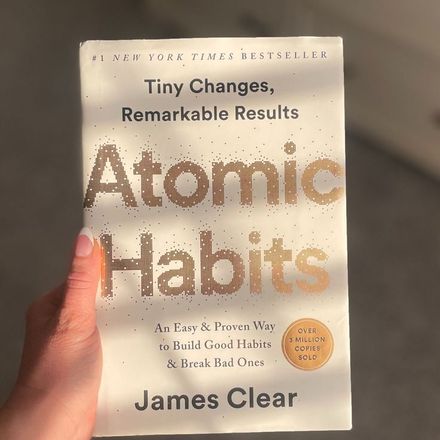 #1 NEW YORK TIMES BESTSELLER
Tiny Changes,
Remarkable Results
Atomic
Habits
An Easy & Proven Way
to Build Good Habits
& Break Bad Ones
OVER
3 MILLION
COPIES
SOLD
James Clear